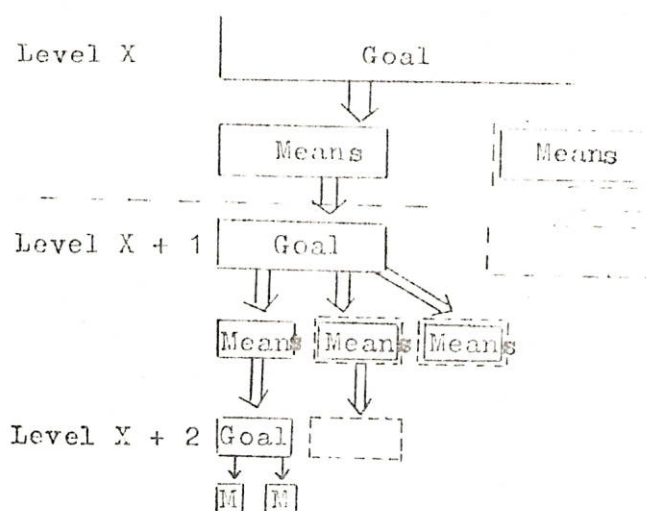 Level X Goal
Means Means
Level X + 1 Goal
Means Means Means
Level X + 2 Goal
M M